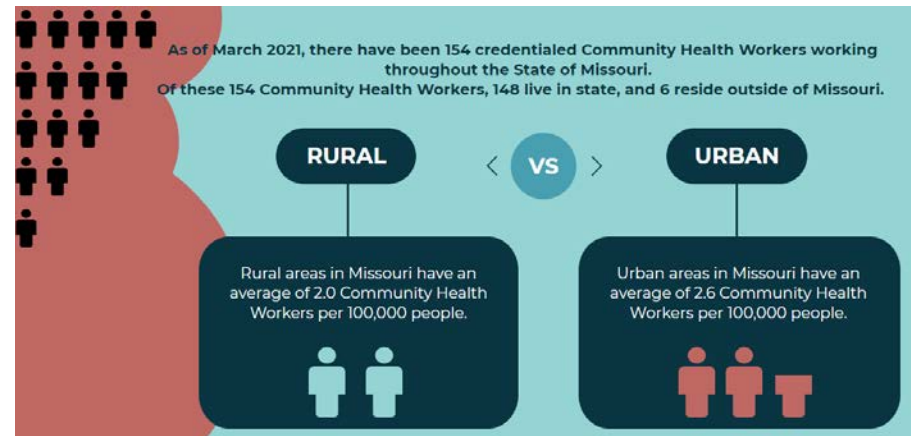 As of March 2021, there have been 154 credentialed Community Health Workers working
throughout the State of Missouri.
Of these 154 Community Health Workers, 148 live in state, and 6 reside outside of Missouri.
RURAL
VS
URBAN
Rural areas in Missouri have an
average of 2.0 Community Health
Workers per 100,000 people.
Urban areas in Missouri have an
average of 2.6 Community Health
Workers per 100,000 people.